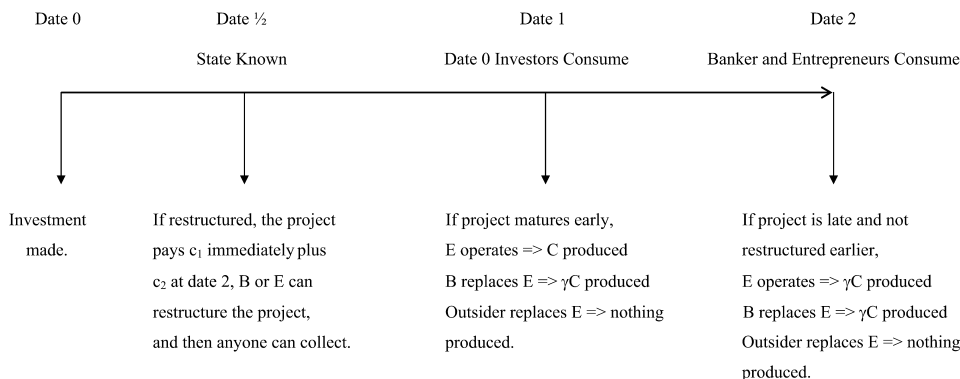 Date 0
Date ½
Date 1
Date 2
State Known
Date 0 Investors Consume
Banker and Entrepreneurs Consume
Investment
made.
If restructured, the project
pays c₁ immediately plus
c₂ at date 2, B or E can
restructure the project,
and then anyone can collect.
If project matures early,
E operates => C produced
B replaces E => γC produced
Outsider replaces E => nothing
produced.
If project is late and not
restructured earlier,
E operates => γC produced
B replaces E => γC produced
Outsider replaces E => nothing
produced.